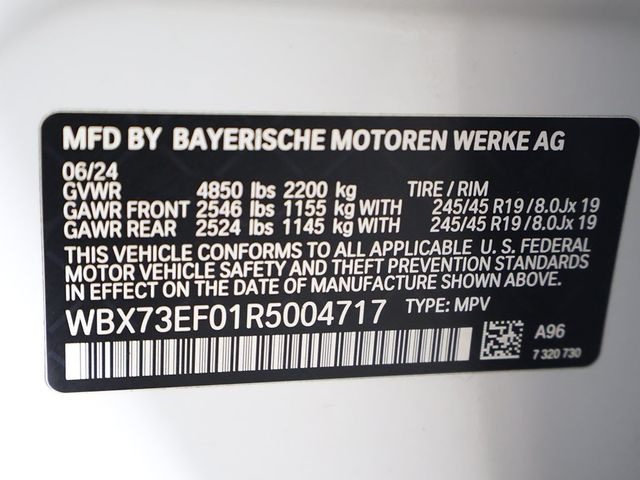 MFD BY BAYERISCHE MOTOREN WERKE AG
06/24
GVWR 4850 lbs 2200 kg TIRE / RIM
GAWR FRONT 2546 lbs 1155 kg WITH 245/45 R19/8.0Jx 19
GAWR REAR 2524 lbs 1145 kg WITH 245/45 R19/8.0Jx 19
THIS VEHICLE CONFORMS TO ALL APPLICABLE U. S. FEDERAL
MOTOR VEHICLE SAFETY AND THEFT PREVENTION STANDARDS
IN EFFECT ON THE DATE OF MANUFACTURE SHOWN ABOVE.
WBX73EF01R5004717 TYPE: MPV
A96
7 320 730